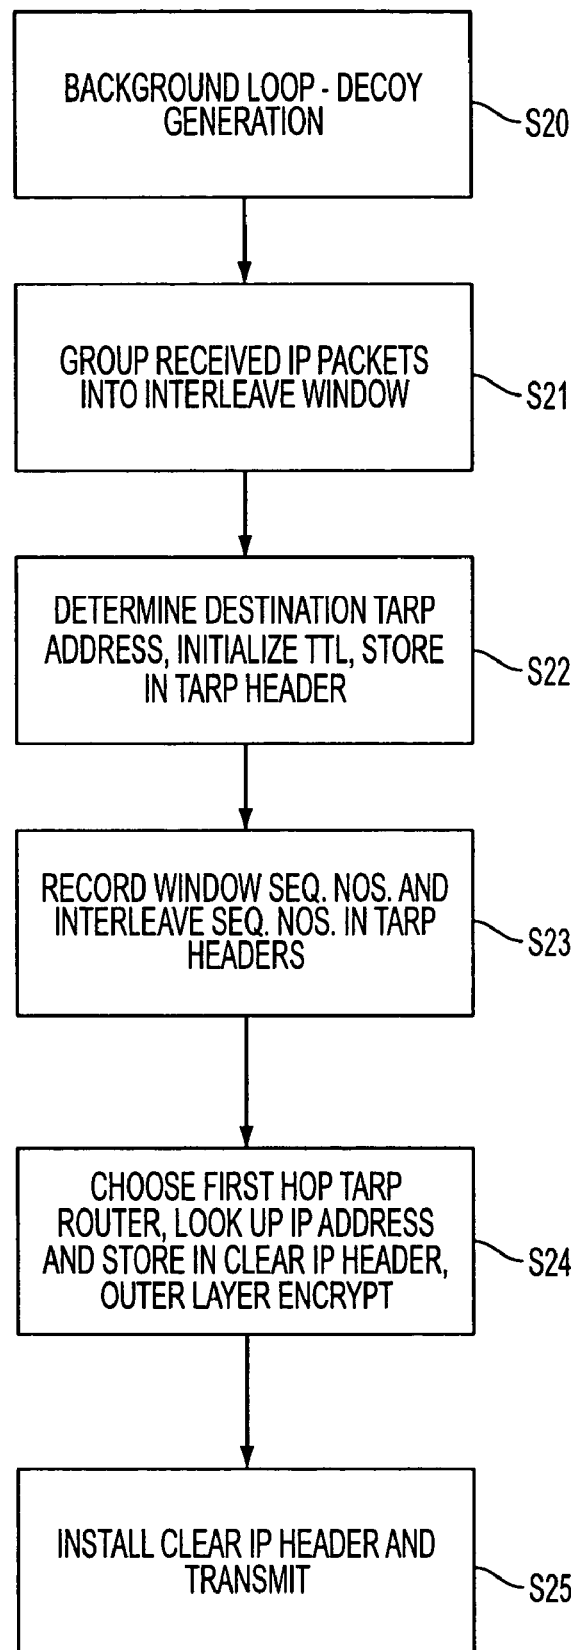 BACKGROUND LOOP - DECOY
GENERATION
S20
GROUP RECEIVED IP PACKETS
INTO INTERLEAVE WINDOW
S21
DETERMINE DESTINATION TARP
ADDRESS, INITIALIZE TTL, STORE
IN TARP HEADER
S22
RECORD WINDOW SEQ. NOS. AND
INTERLEAVE SEQ. NOS. IN TARP
HEADERS
S23
CHOOSE FIRST HOP TARP
ROUTER, LOOK UP IP ADDRESS
AND STORE IN CLEAR IP HEADER,
OUTER LAYER ENCRYPT
S24
INSTALL CLEAR IP HEADER AND
TRANSMIT
S25